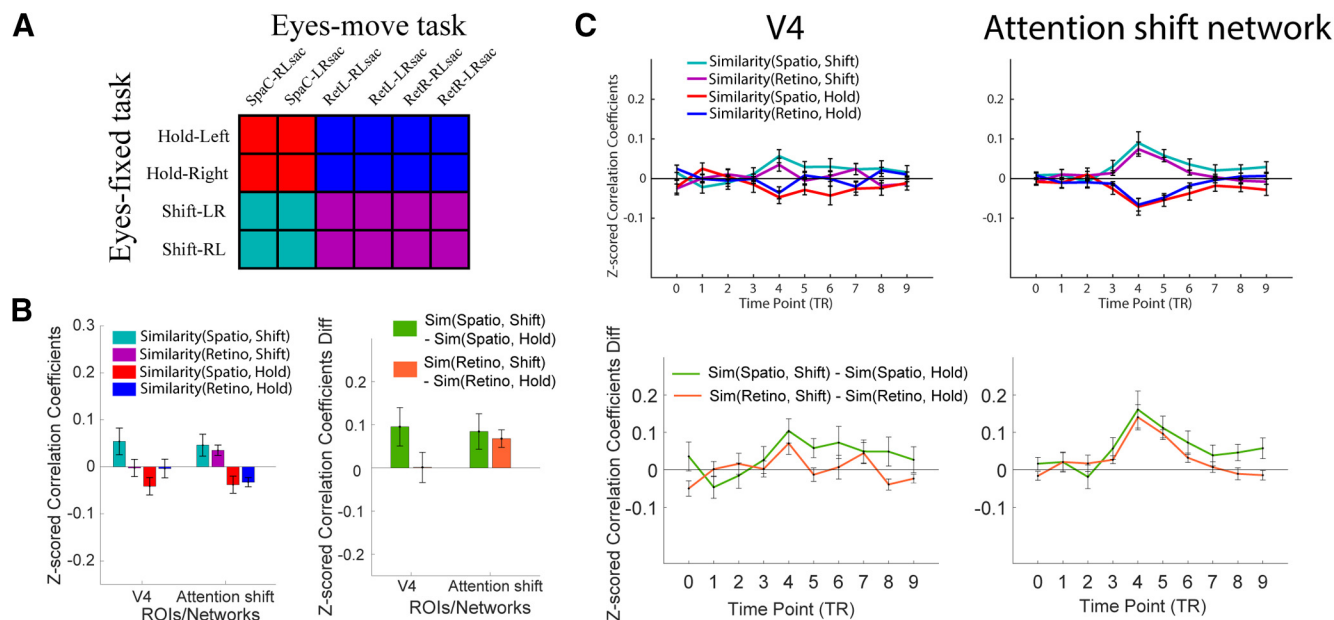 A
Eyes-move task
SpaC-RLsac
SpaC-LRsac
RetL-RLsac
RetL-LRsac
RetR-RLsac
RetR-LRsac
Eyes-fixed task
Hold-Left
Hold-Right
Shift-LR
Shift-RL
B
Z-scored Correlation Coefficients
0.3
0.2
0.1
0
-0.1
-0.2
Similarity(Spatio, Shift)
Similarity(Retino, Shift)
Similarity(Spatio, Hold)
Similarity(Retino, Hold)
V4
Attention shift
ROIs/Networks
Z-scored Correlation Coefficients Diff
Sim(Spatio, Shift)
- Sim(Spatio, Hold)
Sim(Retino, Shift)
- Sim(Retino, Hold)
0.2
0.1
0
-0.1
-0.2
V4
Attention shift
ROIs/Networks
C
V4
Z-scored Correlation Coefficients
Similarity(Spatio, Shift)
Similarity(Retino, Shift)
Similarity(Spatio, Hold)
Similarity(Retino, Hold)
0.2
0.1
0
-0.1
0 1 2 3 4 5 6 7 8 9
Time Point (TR)
Attention shift network
0.2
0.1
0
-0.1
0 1 2 3 4 5 6 7 8 9
Time Point (TR)
Z-scored Correlation Coefficients Diff
Sim(Spatio, Shift) - Sim(Spatio, Hold)
Sim(Retino, Shift) - Sim(Retino, Hold)
0.2
0.1
0
-0.1
0 1 2 3 4 5 6 7 8 9
Time Point (TR)
0.2
0.1
0
-0.1
0 1 2 3 4 5 6 7 8 9
Time Point (TR)